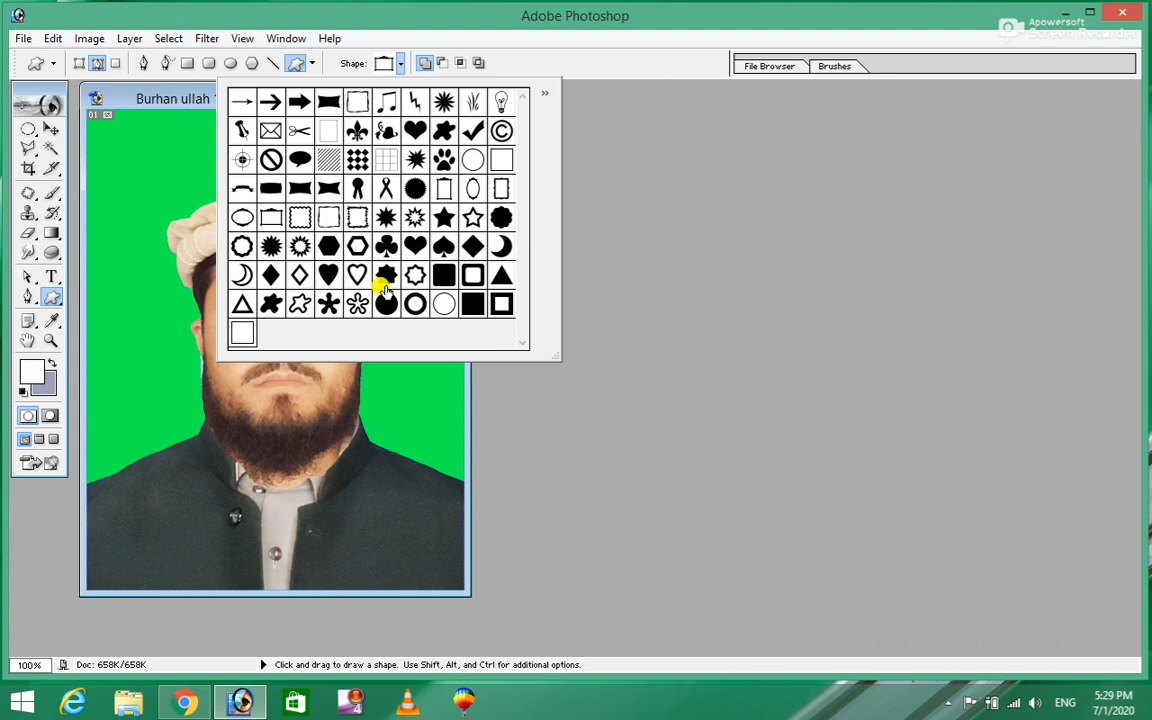 Adobe Photoshop
Apowersoft
Screen Recorder
File Edit Image Layer Select Filter View Window Help
Shape:
File Browser Brushes
Burhan ullah
01
©
T
100% Doc: 658K/658K Click and drag to draw a shape. Use Shift, Alt, and Ctrl for additional options.
4
ENG
5:29 PM
7/1/2020